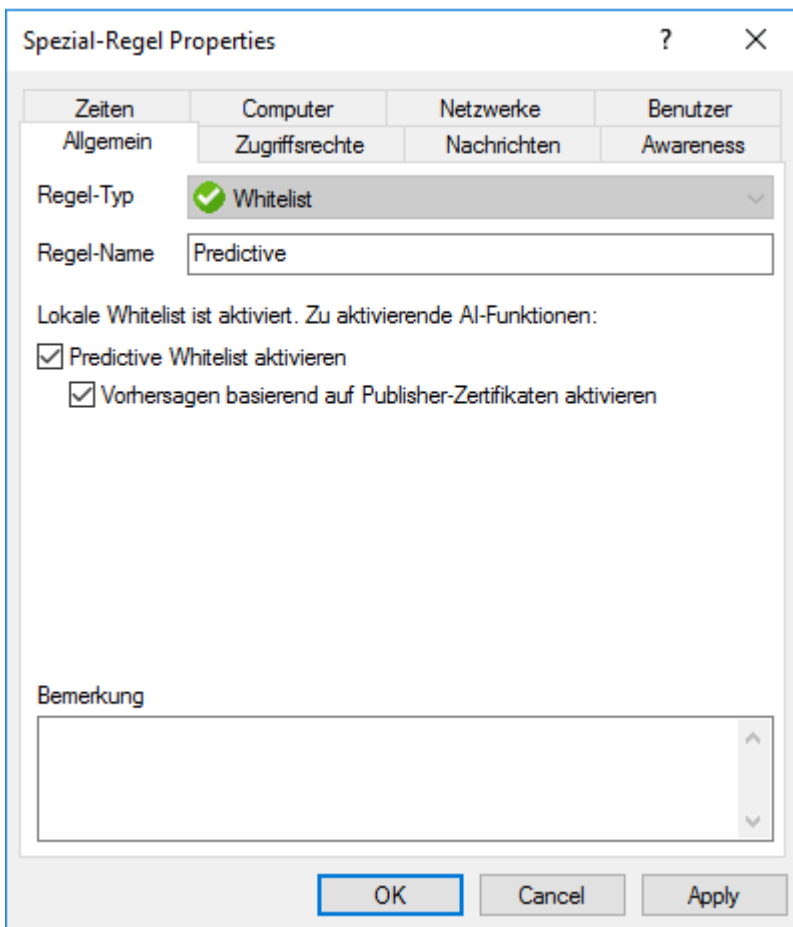 Spezial-Regel Properties ?
Zeiten Computer Netzwerke Benutzer
Allgemein Zugriffsrechte Nachrichten Awareness
Regel-Typ Whitelist
Regel-Name Predictive
Lokale Whitelist ist aktiviert. Zu aktivierende AI-Funktionen:
Predictive Whitelist aktivieren
Vorhersagen basierend auf Publisher-Zertifikaten aktivieren
Bemerkung
OK Cancel Apply